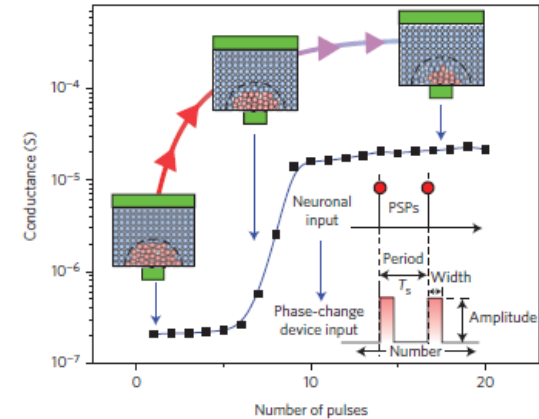 Conductance (S)
10⁻⁴
10⁻⁵
10⁻⁶
10⁻⁷
Neuronal
input
PSPs
Period
Tₛ
Width
Phase-change
device input
Amplitude
Number
0
10
20
Number of pulses